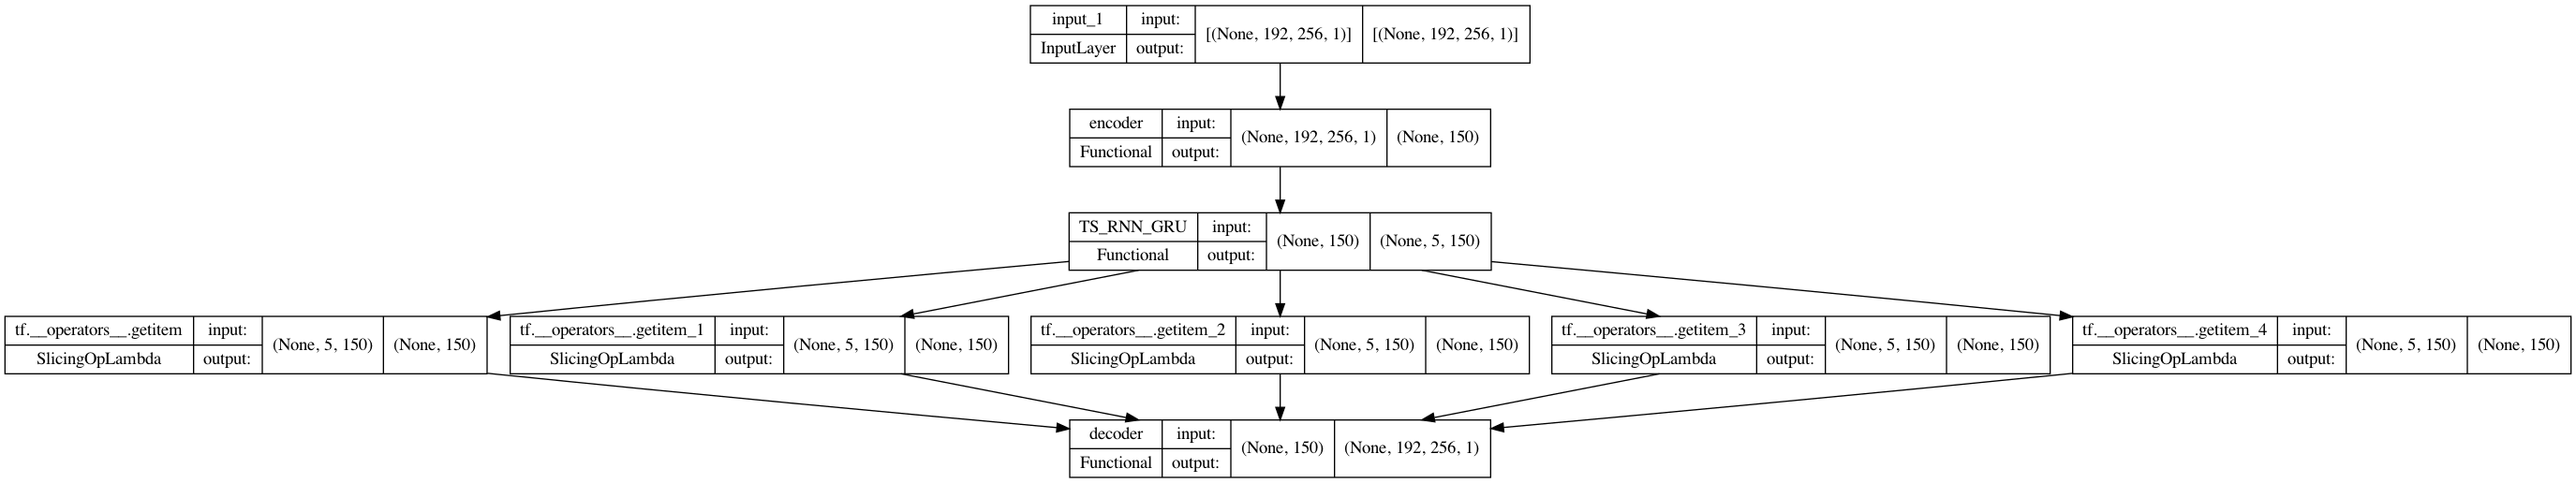 input_1 input: [(None, 192, 256, 1)] [(None, 192, 256, 1)]
InputLayer output:
encoder input: (None, 192, 256, 1) (None, 150)
Functional output:
TS_RNN_GRU input: (None, 150) (None, 5, 150)
Functional output:
tf.__operators__.getitem input: (None, 5, 150) (None, 150)
SlicingOpLambda output:
tf.__operators__.getitem_1 input: (None, 5, 150) (None, 150)
SlicingOpLambda output:
tf.__operators__.getitem_2 input: (None, 5, 150) (None, 150)
SlicingOpLambda output:
tf.__operators__.getitem_3 input: (None, 5, 150) (None, 150)
SlicingOpLambda output:
tf.__operators__.getitem_4 input: (None, 5, 150) (None, 150)
SlicingOpLambda output:
decoder input: (None, 150) (None, 192, 256, 1)
Functional output: